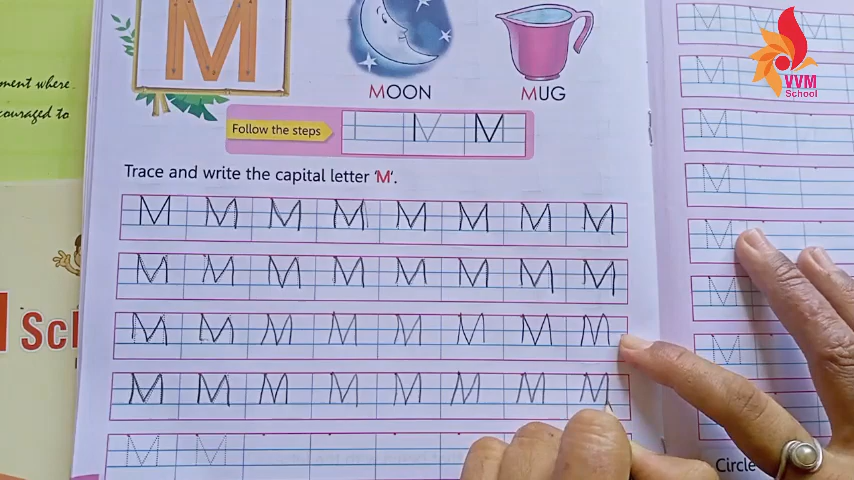 M
MOON
MUG
Follow the steps
M
Trace and write the capital letter 'M'.
M M M M M M M M
M M M M M M M M
M M M M M M M M
M M M M M M M M
M M
ment where
couraged to
Sc
M M M
M
M
M
M
M
M
Circle
VVM
School